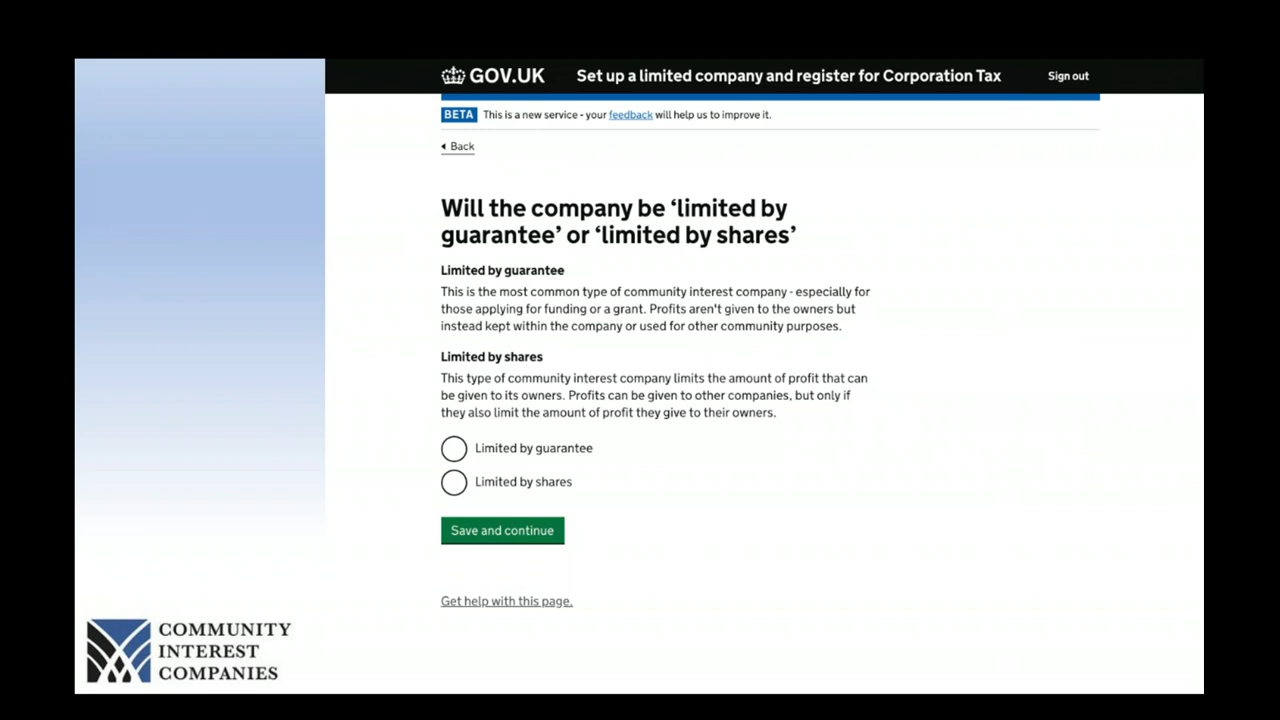 GOV.UK Set up a limited company and register for Corporation Tax Sign out
BETA This is a new service - your feedback will help us to improve it.
Back
Will the company be ‘limited by
guarantee’ or ‘limited by shares’
Limited by guarantee
This is the most common type of community interest company - especially for
those applying for funding or a grant. Profits aren't given to the owners but
instead kept within the company or used for other community purposes.
Limited by shares
This type of community interest company limits the amount of profit that can
be given to its owners. Profits can be given to other companies, but only if
they also limit the amount of profit they give to their owners.
Limited by guarantee
Limited by shares
Save and continue
Get help with this page.
COMMUNITY
INTEREST
COMPANIES